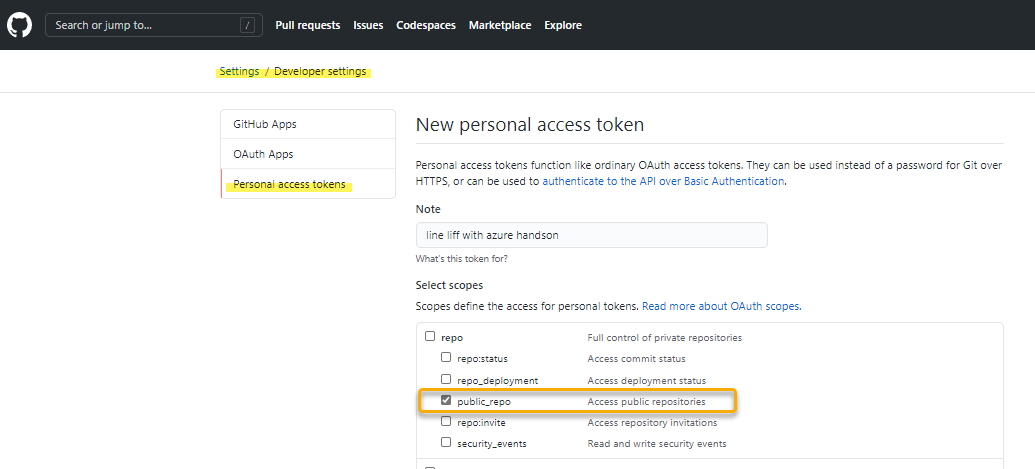 Search or jump to... /
Pull requests Issues Codespaces Marketplace Explore
Settings / Developer settings
GitHub Apps
OAuth Apps
Personal access tokens
New personal access token
Personal access tokens function like ordinary OAuth access tokens. They can be used instead of a password for Git over
HTTPS, or can be used to authenticate to the API over Basic Authentication.
Note
line liff with azure handson
What's this token for?
Select scopes
Scopes define the access for personal tokens. Read more about OAuth scopes.
repo Full control of private repositories
repo:status Access commit status
repo_deployment Access deployment status
public_repo Access public repositories
repo:invite Access repository invitations
security_events Read and write security events